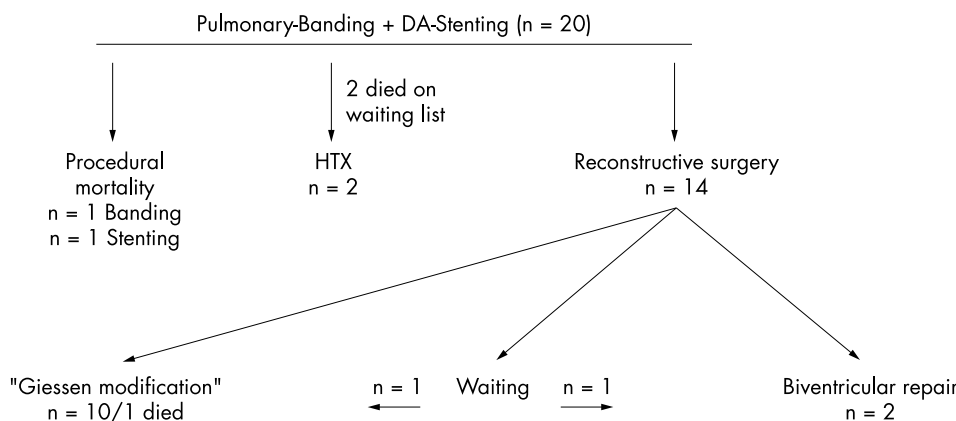 Pulmonary-Banding + DA-Stenting (n = 20)
2 died on
waiting list
Procedural
mortality
n = 1 Banding
n = 1 Stenting
HTX
n = 2
Reconstructive surgery
n = 14
"Giessen modification"
n = 10/1 died
n = 1
Waiting
n = 1
Biventricular repair
n = 2